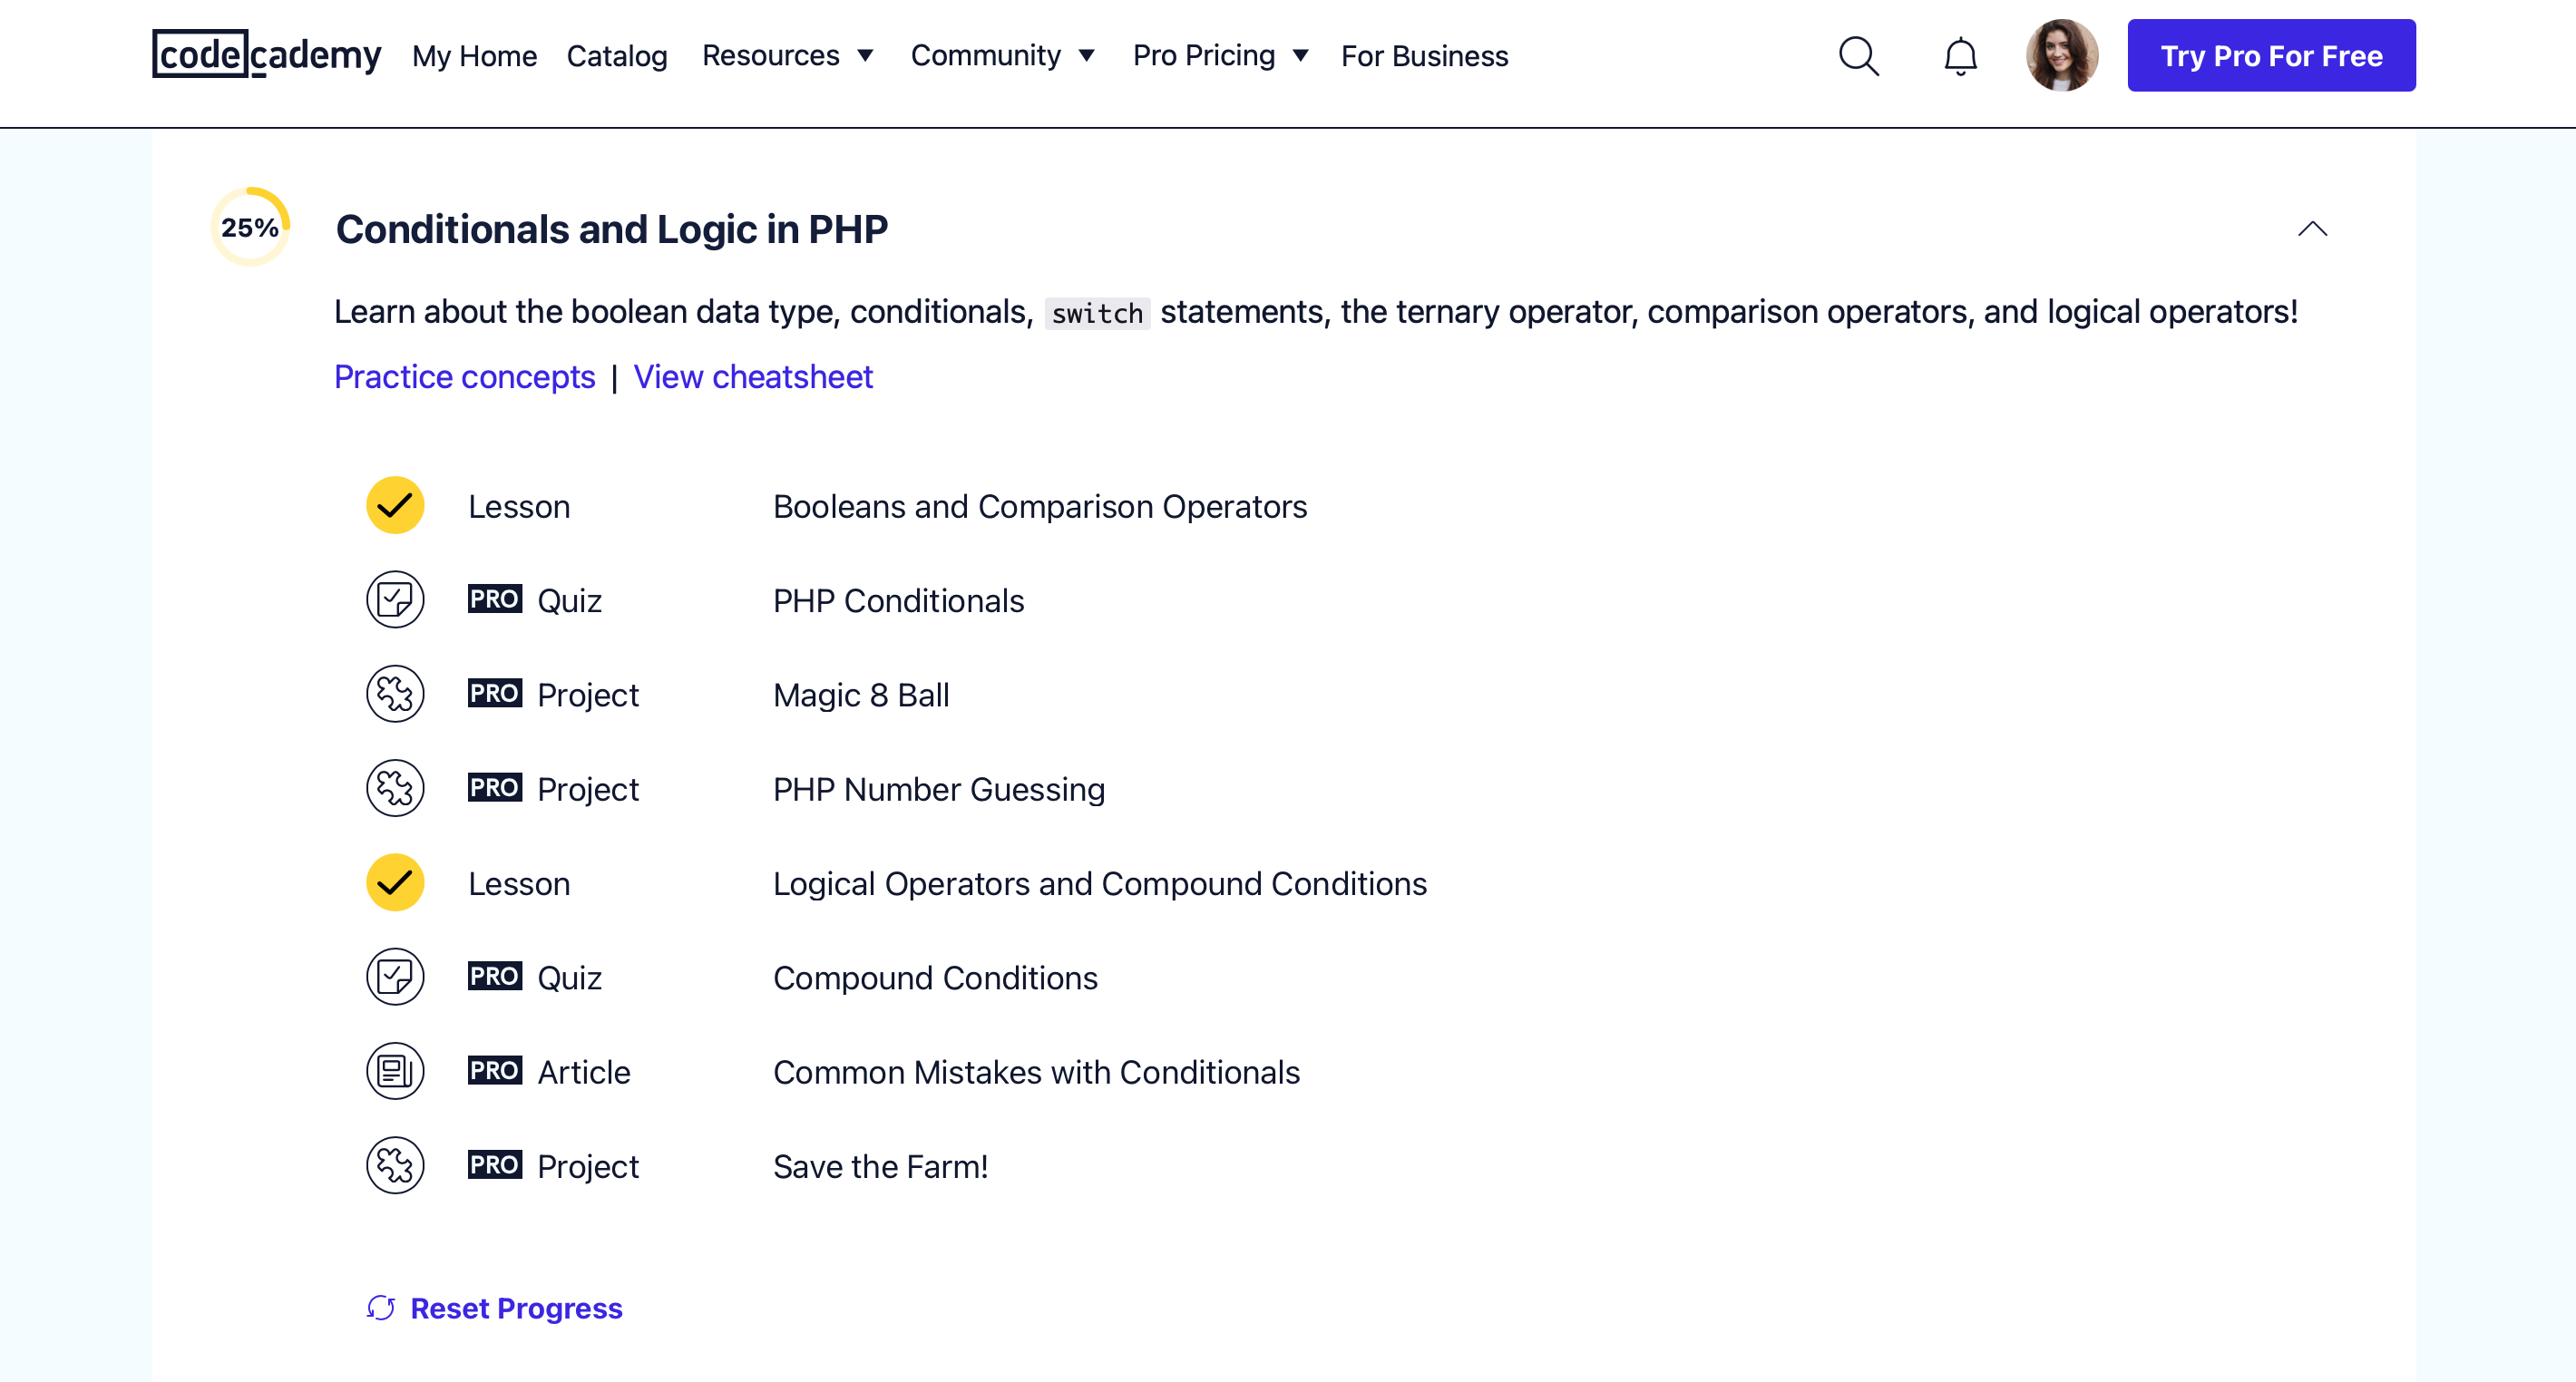 codecademy My Home Catalog Resources Community Pro Pricing For Business Try Pro For Free
25% Conditionals and Logic in PHP
Learn about the boolean data type, conditionals, switch statements, the ternary operator, comparison operators, and logical operators!
Practice concepts | View cheatsheet
Lesson Booleans and Comparison Operators
PRO Quiz PHP Conditionals
PRO Project Magic 8 Ball
PRO Project PHP Number Guessing
Lesson Logical Operators and Compound Conditions
PRO Quiz Compound Conditions
PRO Article Common Mistakes with Conditionals
PRO Project Save the Farm!
Reset Progress